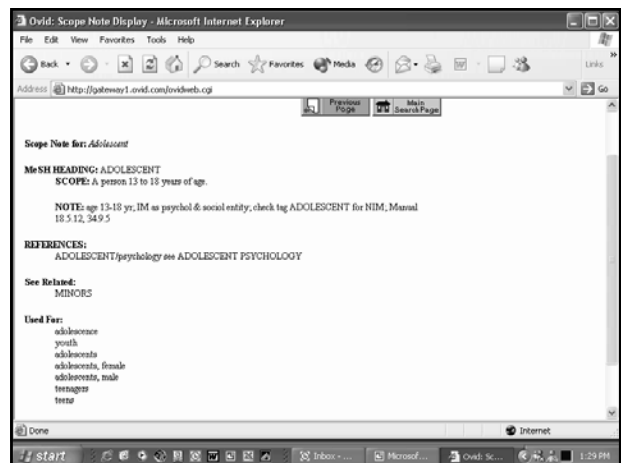 Ovid: Scope Note Display - Microsoft Internet Explorer
File Edit View Favorites Tools Help
Back Search Favorites Media
Links
Address http://gateway1.ovid.com/ovidweb.cgi Go
Previous Page Main Search Page
Scope Note for: Adolescent
MeSH HEADING: ADOLESCENT
SCOPE: A person 13 to 18 years of age.
NOTE: age 13-18 yr; IM as psychol & sociol entity; check tag ADOLESCENT for NIM; Manual
18.5.12, 34.9.5
REFERENCES:
ADOLESCENT/psychology see ADOLESCENT PSYCHOLOGY
See Related:
MINORS
Used For:
adolescence
youth
adolescents
adolescents, female
adolescents, male
teenagers
teens
Done Internet
start Inbox - ... Microsof... Ovid: Sc... 1:29 PM